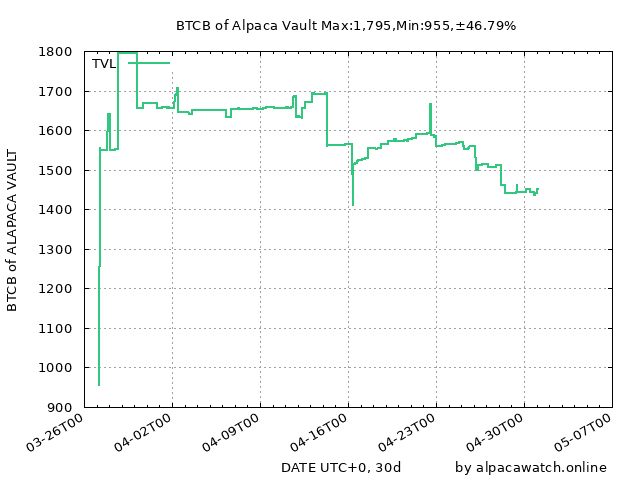 BTCB of Alpaca Vault Max:1,795,Min:955,±46.79%
TVL
BTCB of ALAPACA VAULT
1800
1700
1600
1500
1400
1300
1200
1100
1000
900
03-26T00
04-02T00
04-09T00
04-16T00
04-23T00
04-30T00
05-07T00
DATE UTC+0, 30d
by alpacawatch.online